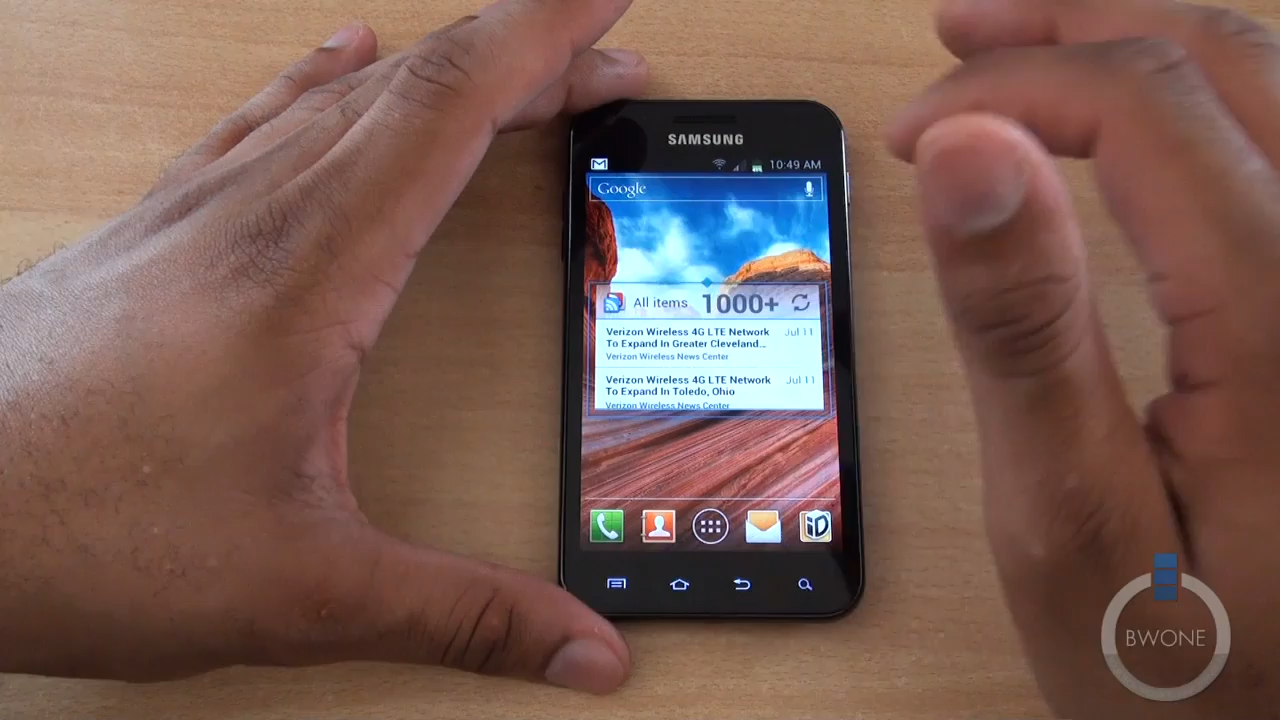 SAMSUNG
10:49 AM
Google
All items 1000+
Verizon Wireless 4G LTE Network Jul 11
To Expand In Greater Cleveland...
Verizon Wireless News Center
Verizon Wireless 4G LTE Network Jul 11
To Expand In Toledo, Ohio
Verizon Wireless News Center
iD
BWONE